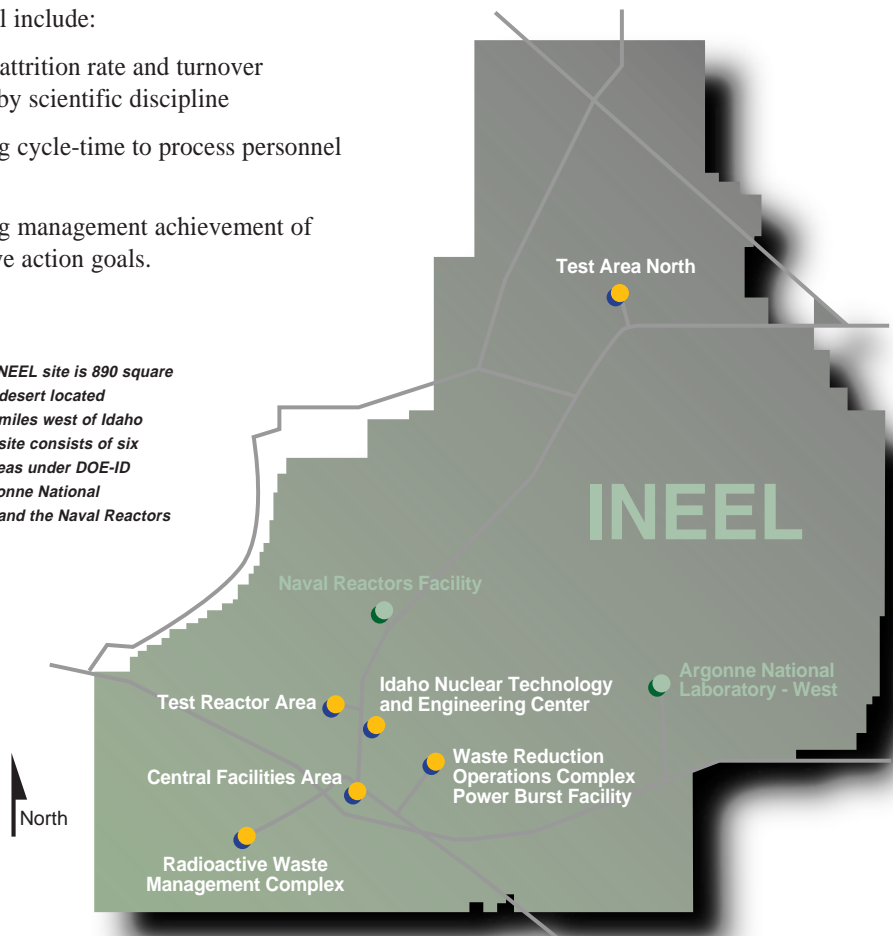 l include:
attrition rate and turnover
by scientific discipline
g cycle-time to process personnel
g management achievement of
ve action goals.
NEEL site is 890 square
desert located
miles west of Idaho
site consists of six
eas under DOE-ID
onne National
and the Naval Reactors
Test Area North
INEEL
Naval Reactors Facility
Argonne National
Laboratory - West
Idaho Nuclear Technology
and Engineering Center
Test Reactor Area
Waste Reduction
Operations Complex
Power Burst Facility
Central Facilities Area
North
Radioactive Waste
Management Complex